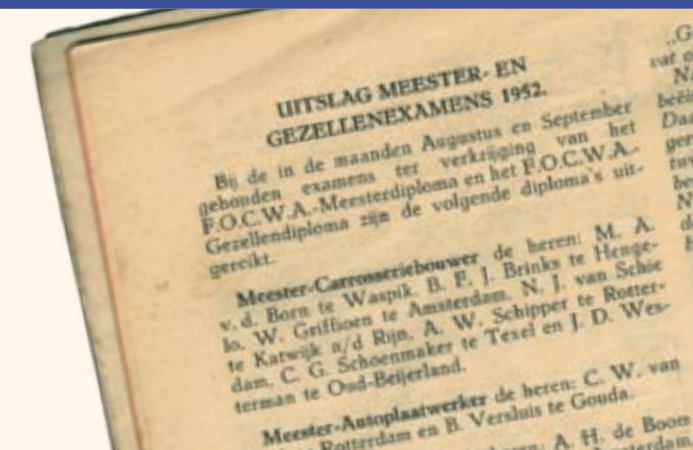 UITSLAG MEESTER- EN
GEZELLENEXAMENS 1952.
Bij de in de maanden Augustus en September
gehouden examens ter verkrijging van het
F.O.C.W.A.-Meesterdiploma en het F.O.C.W.A.-
Gezellendiploma zijn de volgende diploma's uit-
gereikt.
Meester-Carrosseriebouwer de heren: M. A.
v. d. Born te Waspik. B. F. J. Brinks te Henge-
lo. W. Griffioen te Amsterdam. N. J. van Schie
te Katwijk a/d Rijn. A. W. Schipper te Rotter-
dam. C. G. Schoenmaker te Texel en J. D. Wes-
terman te Oud-Beijerland.
Meester-Autoplaatwerker de heren: C. W. van
Rotterdam en B. Versluis te Gouda.
A. H. de Boom